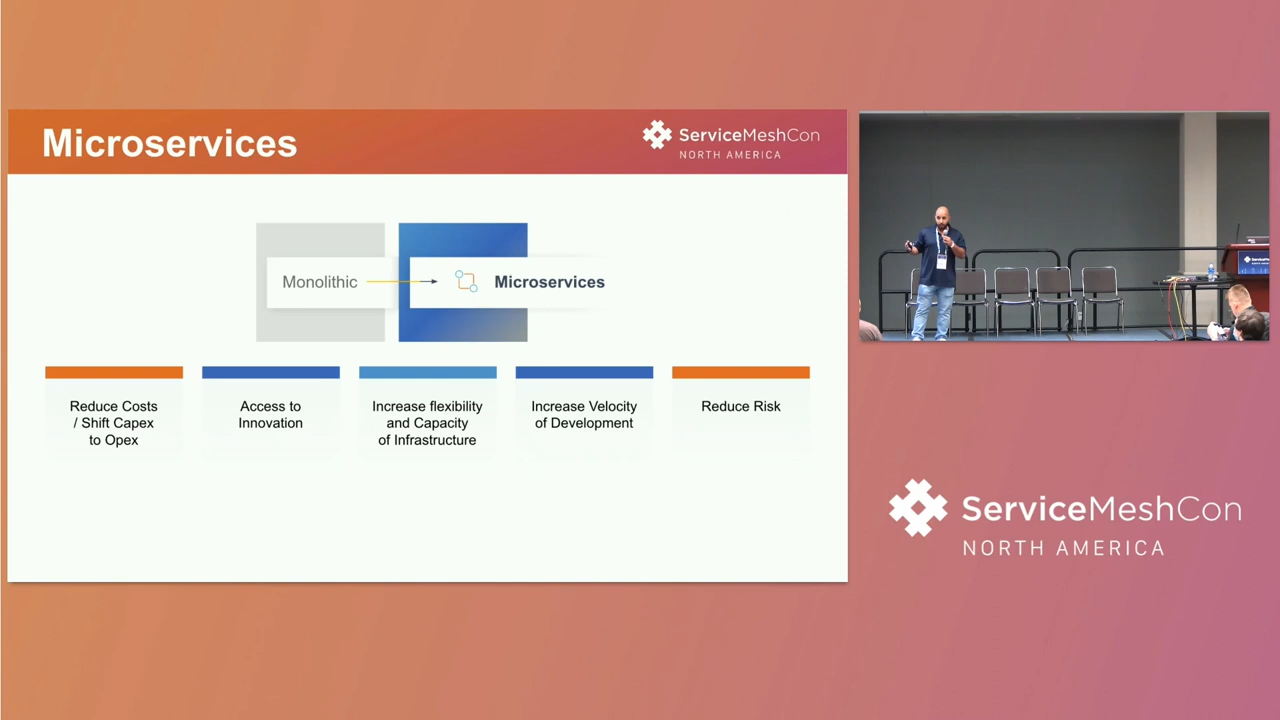 Microservices
ServiceMeshCon
NORTH AMERICA
Monolithic
Microservices
Reduce Costs
/ Shift Capex
to Opex
Access to
Innovation
Increase flexibility
and Capacity
of Infrastructure
Increase Velocity
of Development
Reduce Risk
ServiceMeshCon
NORTH AMERICA